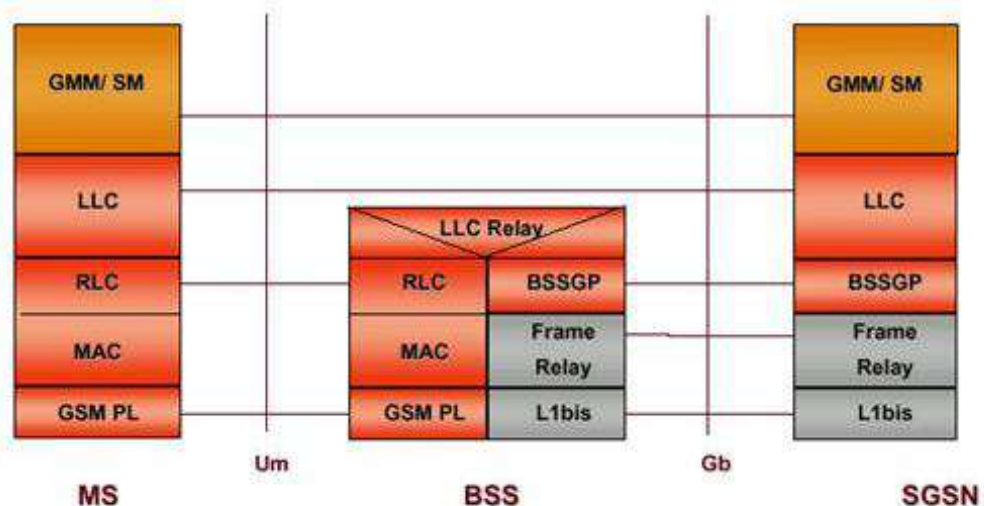 GMM/ SM
GMM/ SM
LLC
LLC
LLC Relay
RLC
RLC
BSSGP
BSSGP
MAC
MAC
Frame
Relay
Frame
Relay
GSM PL
GSM PL
L1bis
L1bis
Um
Gb
MS
BSS
SGSN